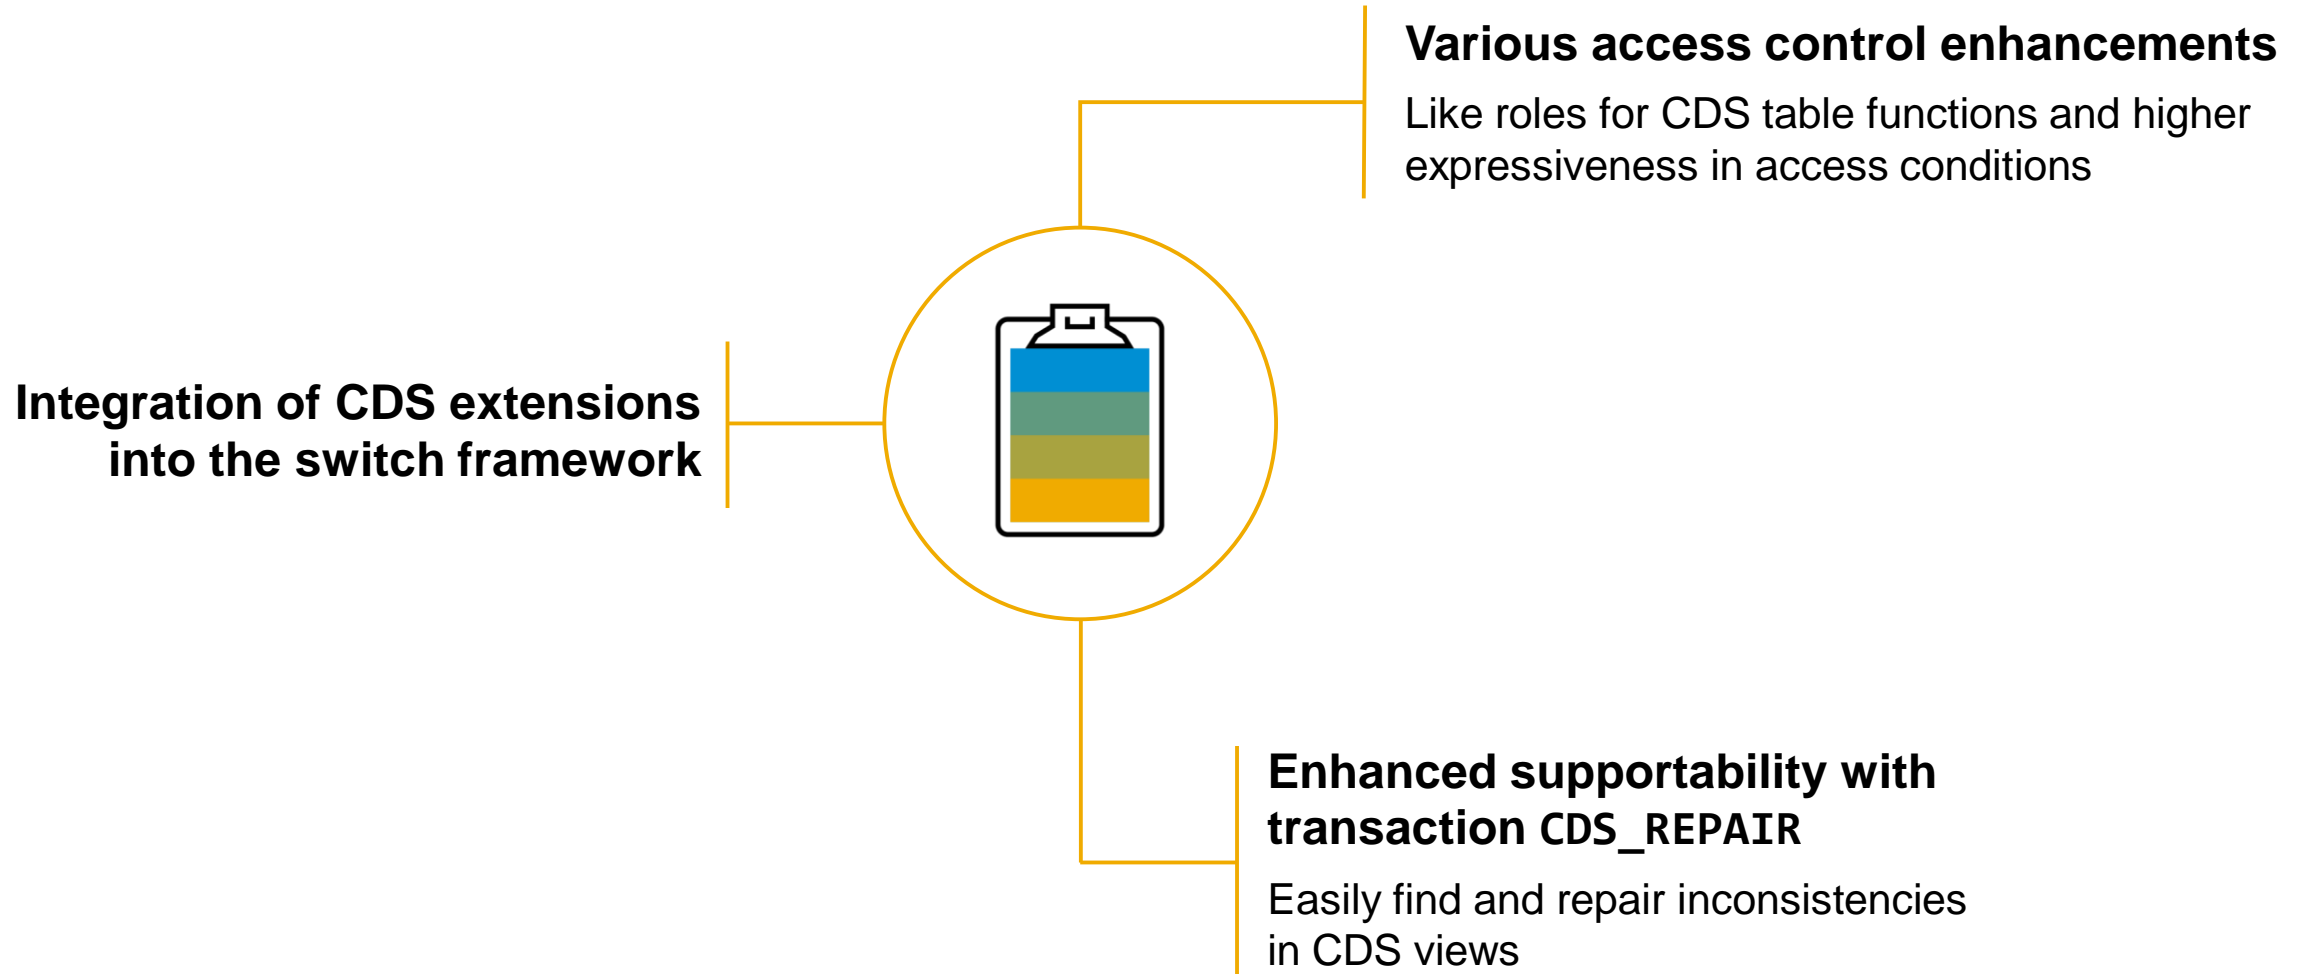 Various access control enhancements
Like roles for CDS table functions and higher
expressiveness in access conditions
Integration of CDS extensions
into the switch framework
Enhanced supportability with
transaction CDS_REPAIR
Easily find and repair inconsistencies
in CDS views